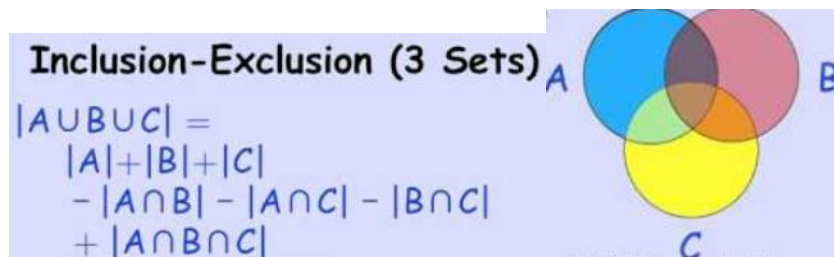 Inclusion-Exclusion (3 Sets)
|A∪B∪C| =
|A|+|B|+|C|
- |A∩B| - |A∩C| - |B∩C|
+ |A∩B∩C|
A
B
C